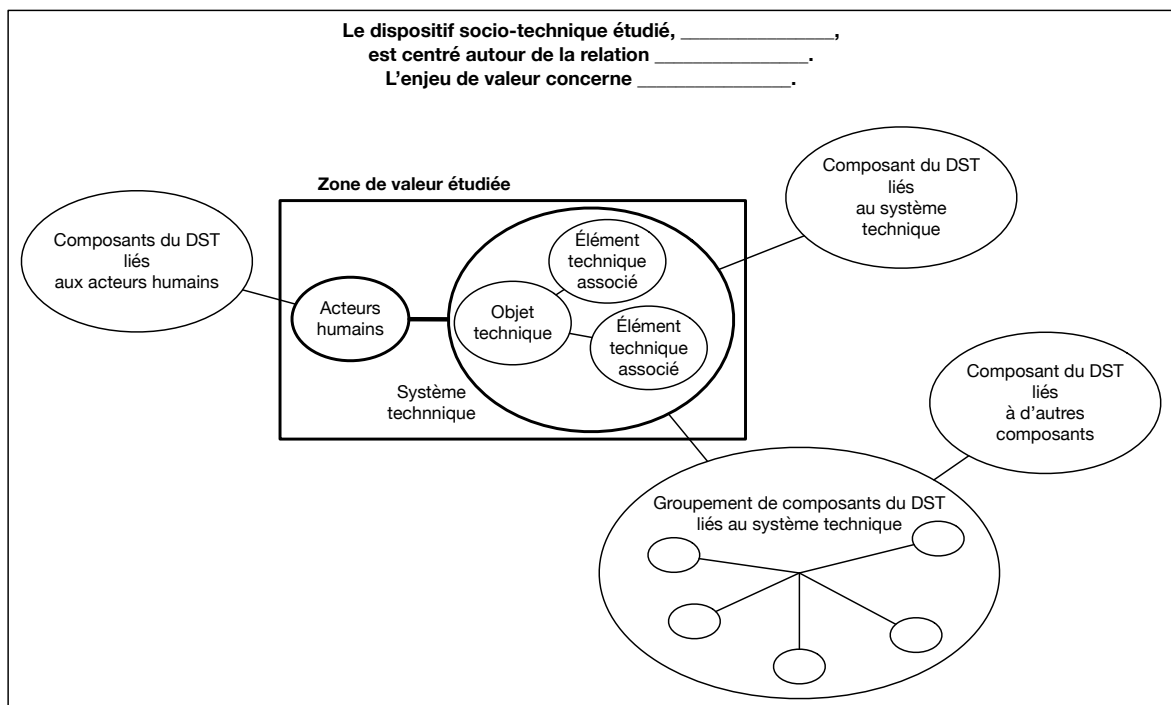 Le dispositif socio-technique étudié, ________________,
est centré autour de la relation ________________.
L'enjeu de valeur concerne ________________.
Composant du DST
liés
au système
technique
Zone de valeur étudiée
Composants du DST
liés
aux acteurs humains
Élément
technique
associé
Acteurs
humains
Objet
technique
Élément
technique
associé
Système
technnique
Composant du DST
liés
à d'autres
composants
Groupement de composants du DST
liés au système technique